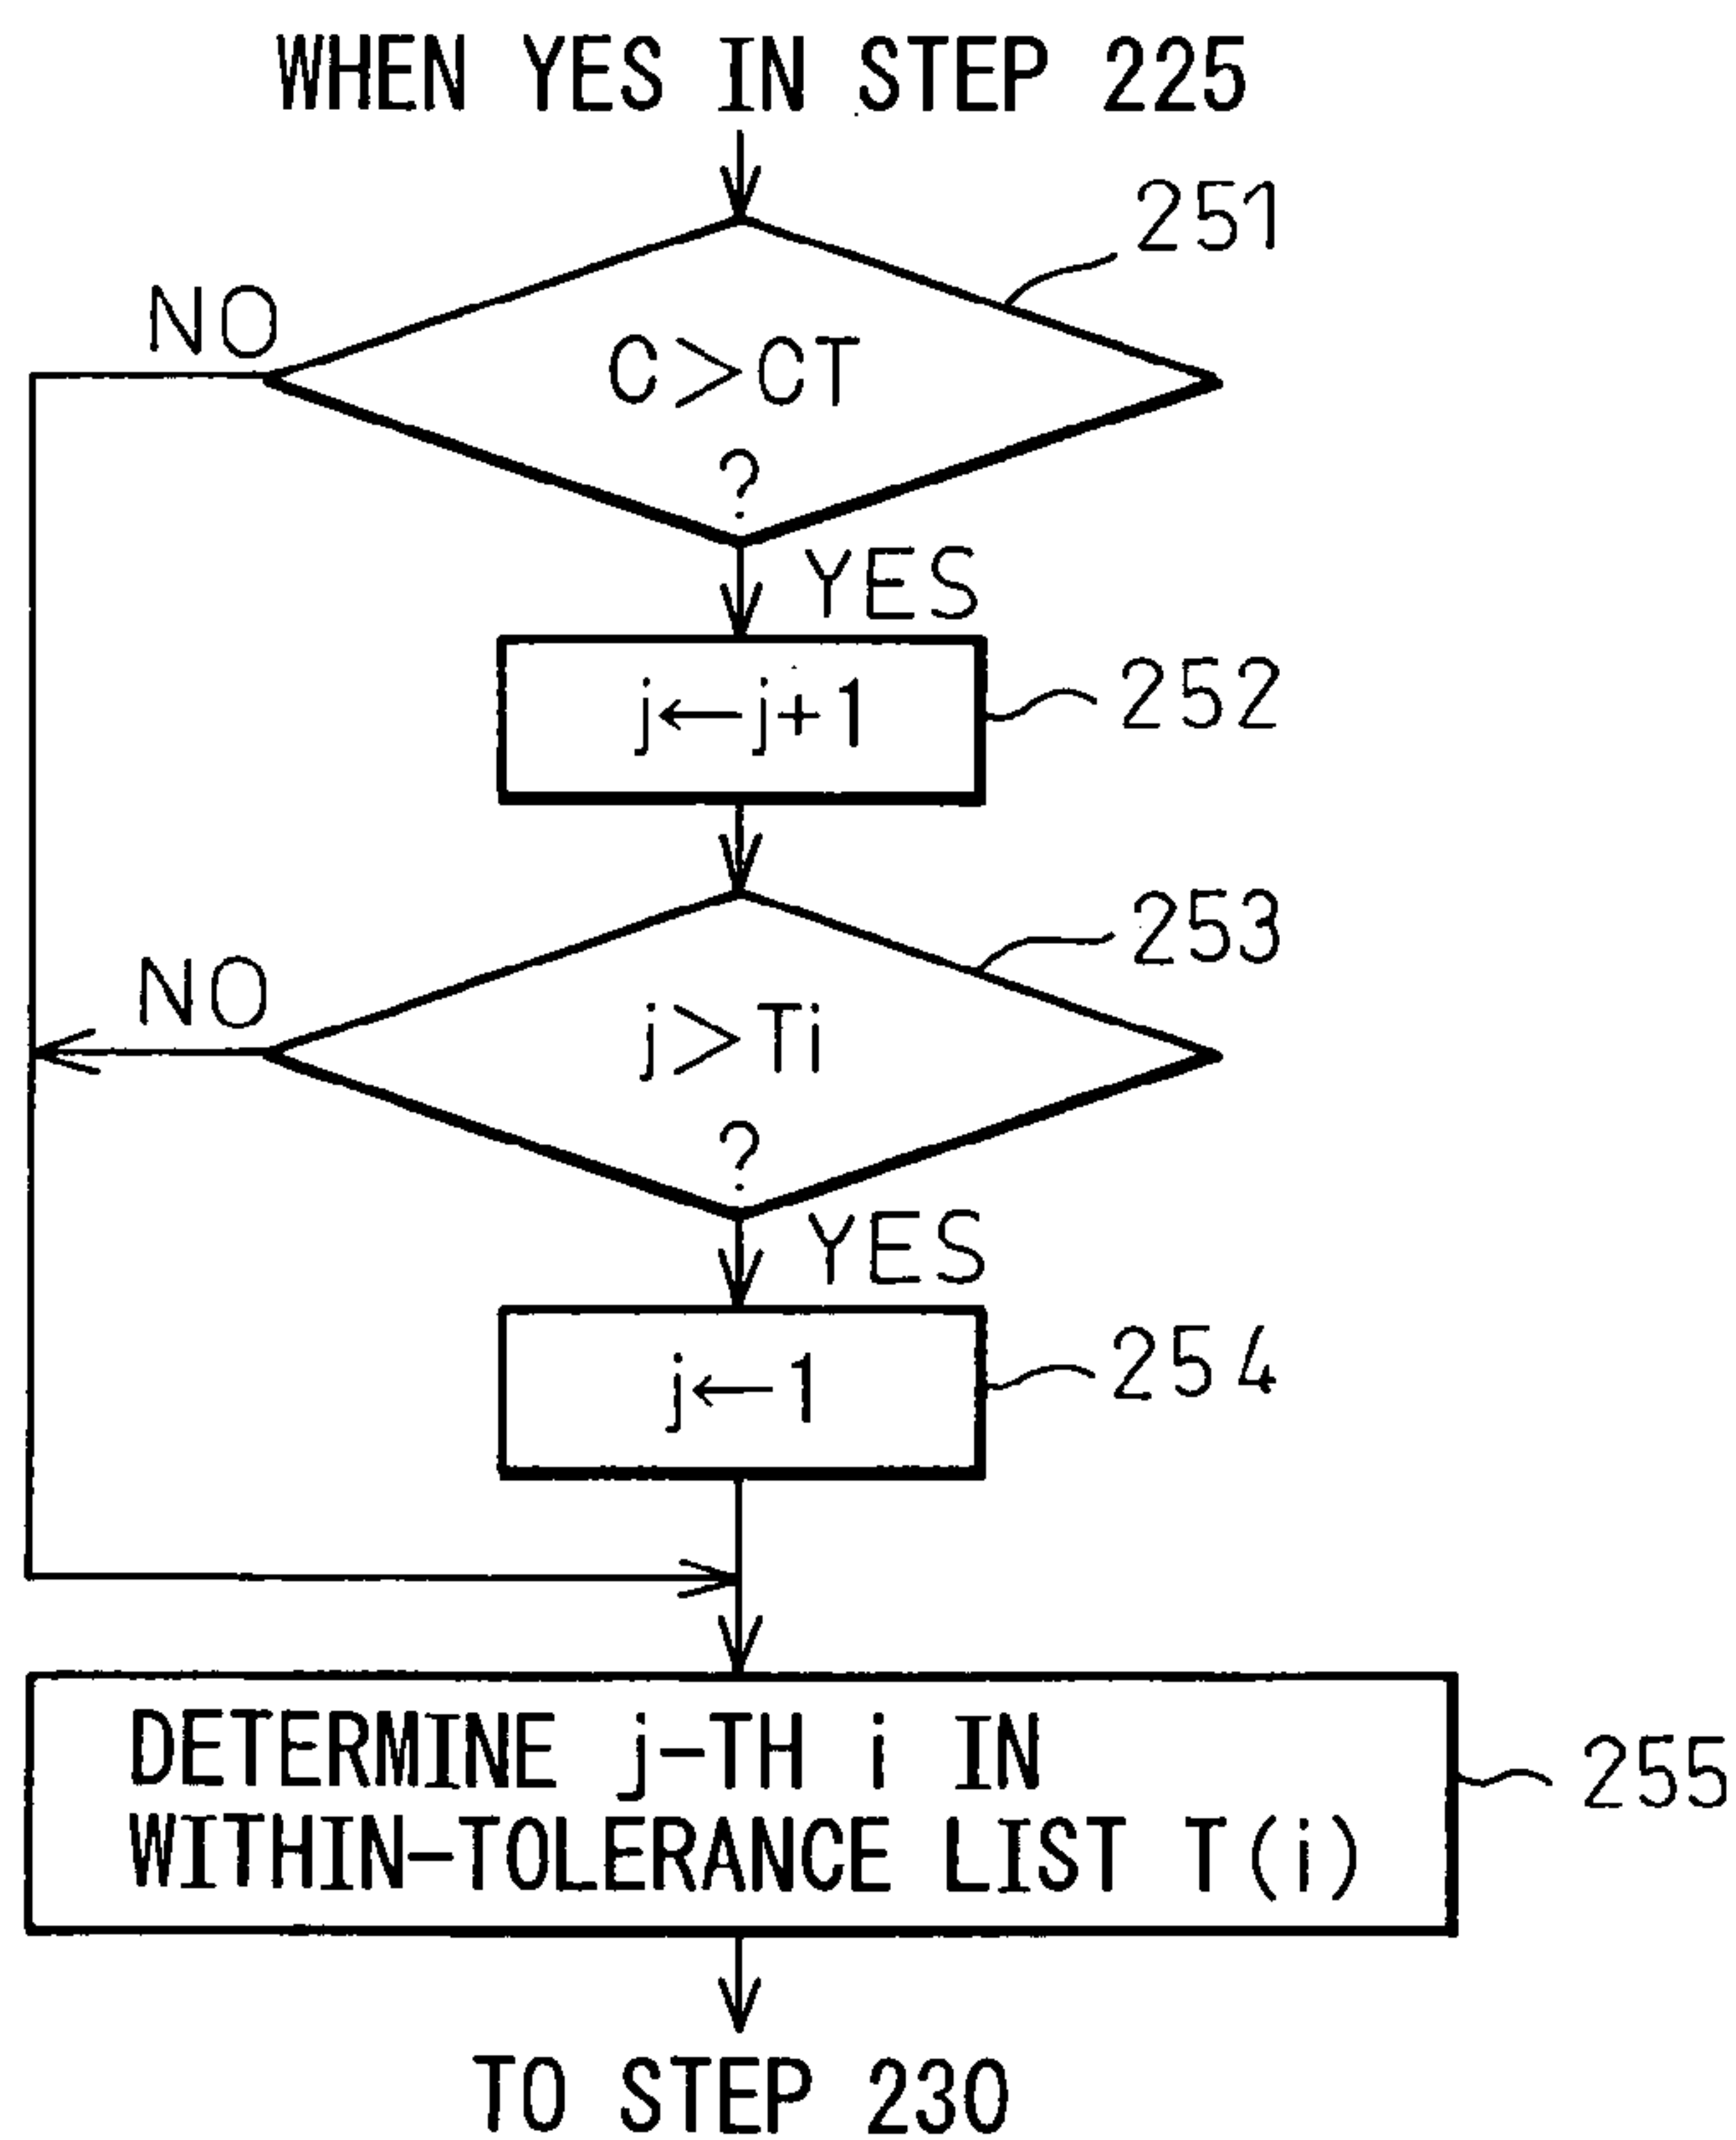 WHEN YES IN STEP 225
251
NO
C>CT
?
YES
j←j+1
252
253
NO
j>Ti
?
YES
j←1
254
DETERMINE j-TH i IN
WITHIN-TOLERANCE LIST T(i)
255
TO STEP 230